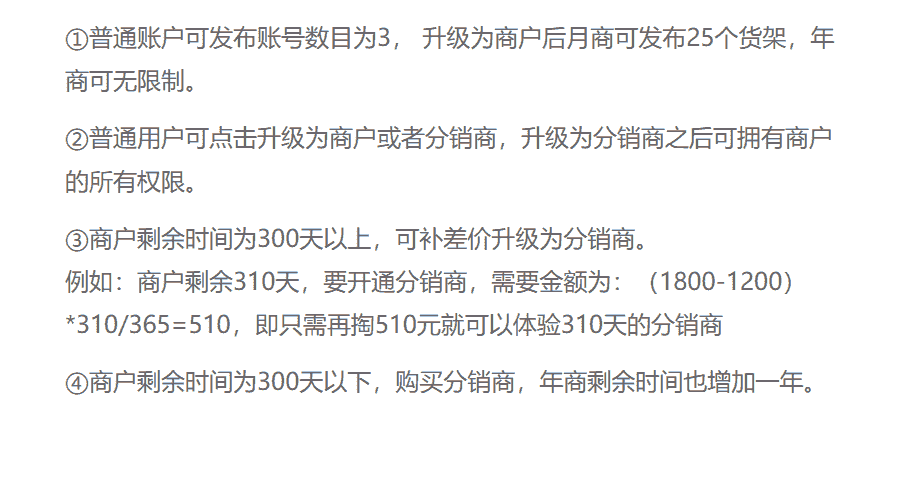 ①普通账户可发布账号数目为3， 升级为商户后月商可发布25个货架，年
商可无限制。
②普通用户可点击升级为商户或者分销商，升级为分销商之后可拥有商户
的所有权限。
③商户剩余时间为300天以上，可补差价升级为分销商。
例如：商户剩余310天，要开通分销商，需要金额为：（1800-1200）
*310/365=510，即只需再掏510元就可以体验310天的分销商
④商户剩余时间为300天以下，购买分销商，年商剩余时间也增加一年。